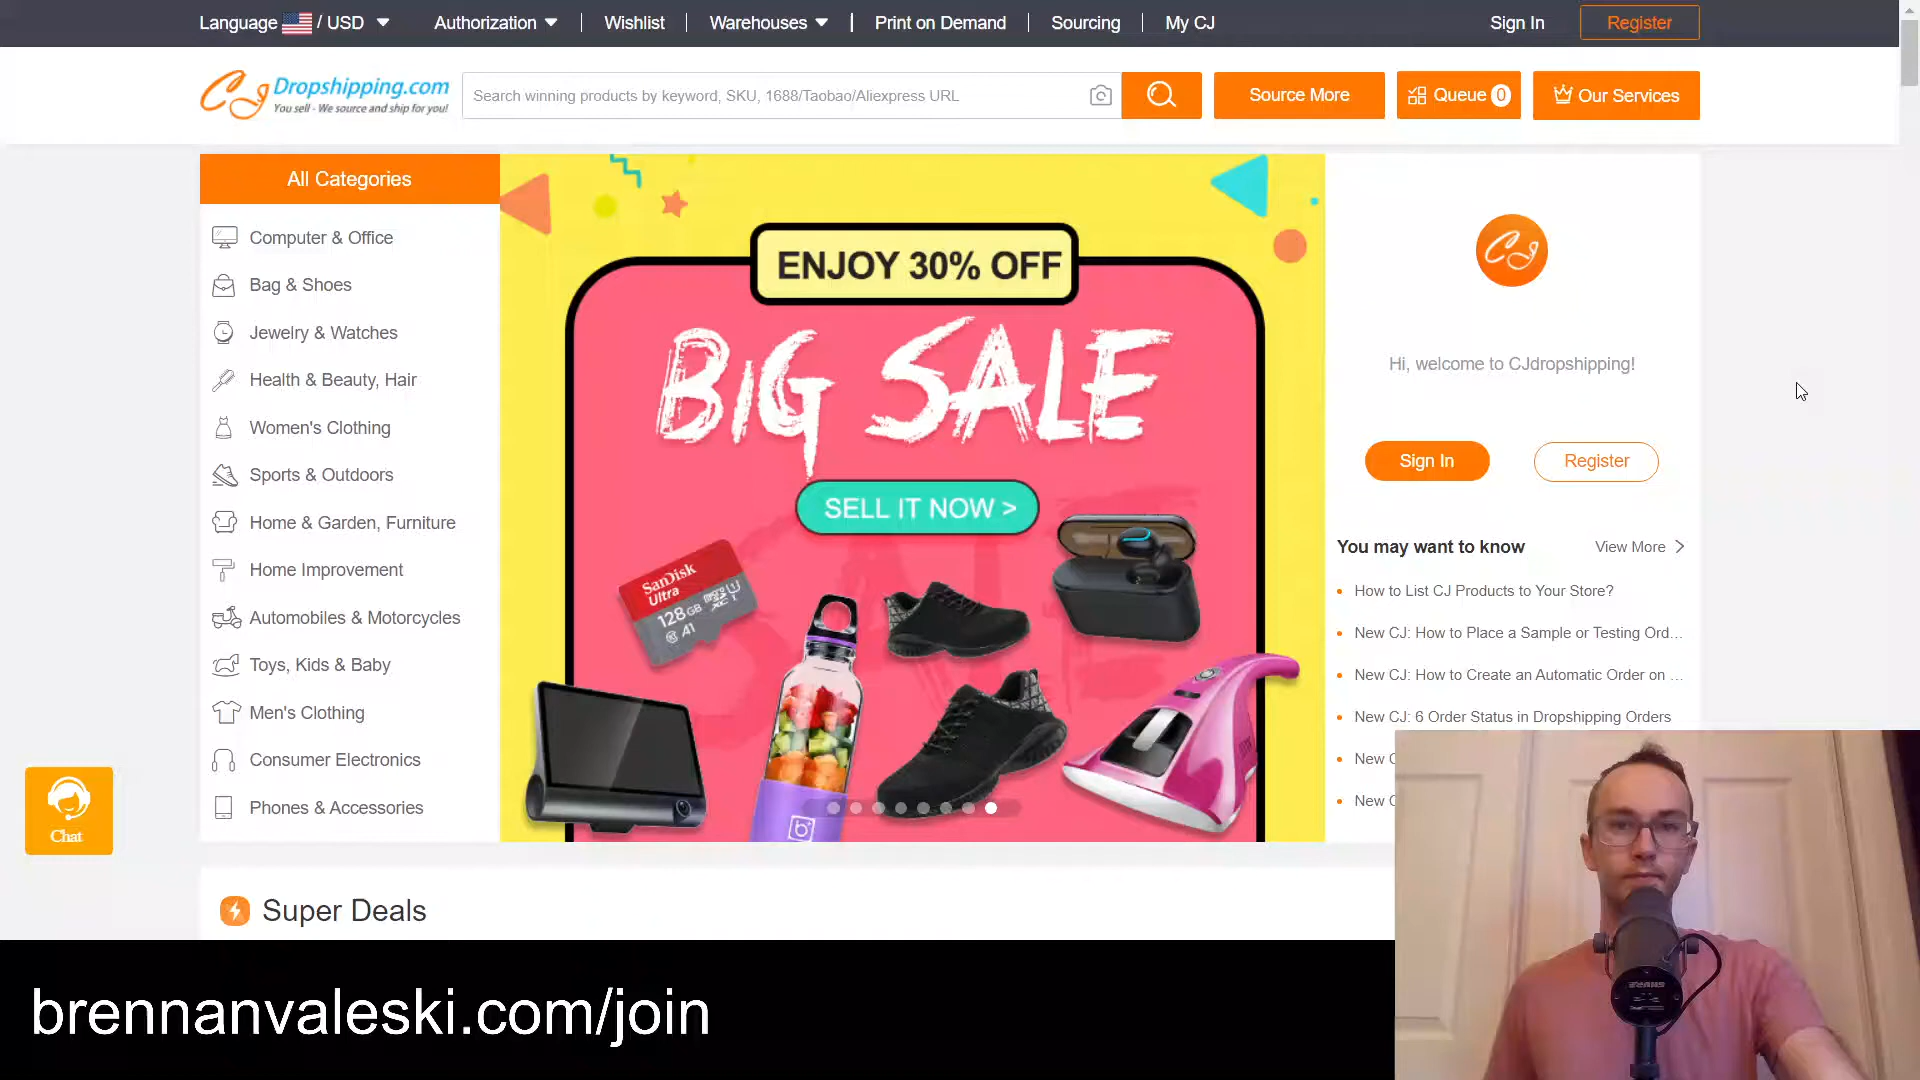 Language / USD
Authorization
Wishlist
Warehouses
Print on Demand
Sourcing
My CJ
Sign In
Register
CJ Dropshipping.com
You sell - We source and ship for you!
Search winning products by keyword, SKU, 1688/Taobao/Aliexpress URL
Source More
Queue 0
Our Services
All Categories
Computer & Office
Bag & Shoes
Jewelry & Watches
Health & Beauty, Hair
Women's Clothing
Sports & Outdoors
Home & Garden, Furniture
Home Improvement
Automobiles & Motorcycles
Toys, Kids & Baby
Men's Clothing
Consumer Electronics
Phones & Accessories
ENJOY 30% OFF
BIG SALE
SELL IT NOW >
SALE
SanDisk
Ultra
128 GB microSD XC I
A1
CJ
Hi, welcome to CJdropshipping!
Sign In
Register
You may want to know
View More
How to List CJ Products to Your Store?
New CJ: How to Place a Sample or Testing Ord...
New CJ: How to Create an Automatic Order on ...
New CJ: 6 Order Status in Dropshipping Orders
New C
New C
Chat
Super Deals
brennanvaleski.com/join